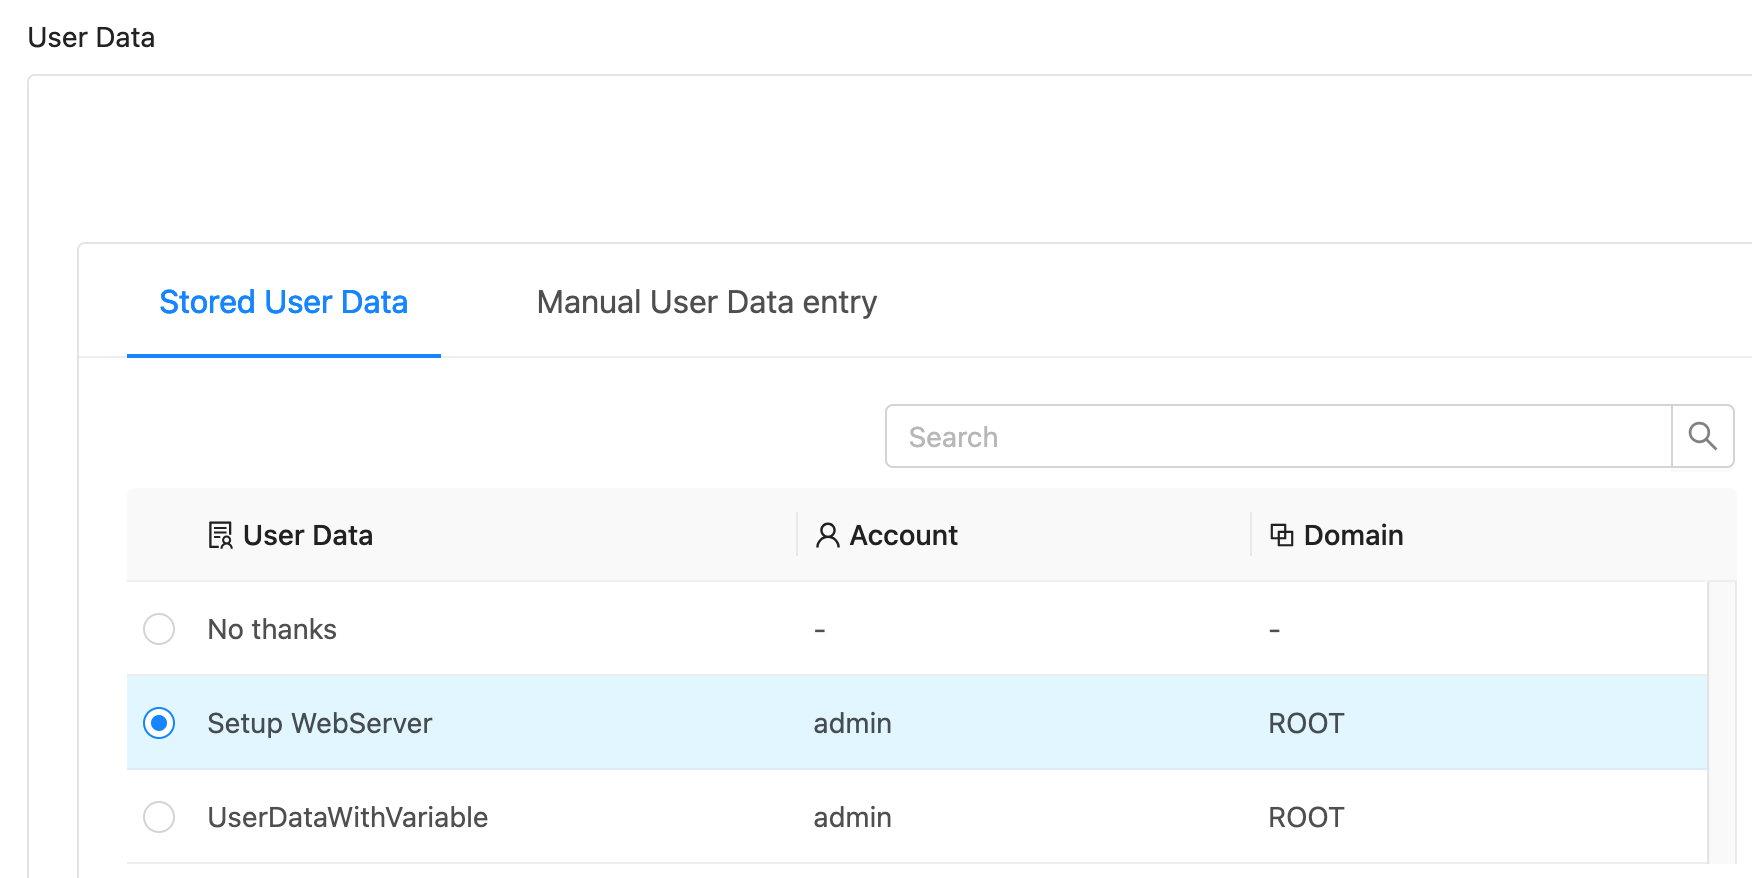 User Data
Stored User Data Manual User Data entry
Search
User Data Account Domain
No thanks - -
Setup WebServer admin ROOT
UserDataWithVariable admin ROOT